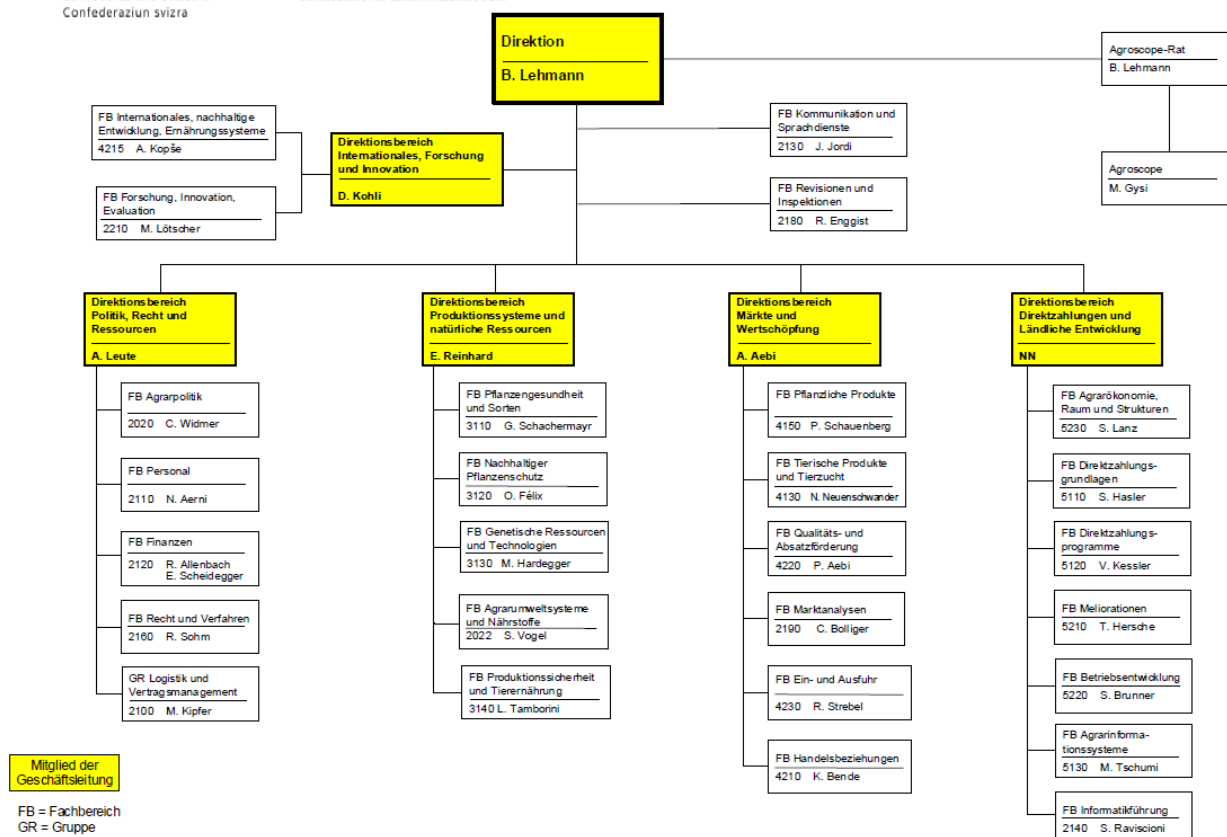 Confederaziun svizra
Direktion
B. Lehmann
Agroscope-Rat
B. Lehmann
Agroscope
M. Gysi
FB Internationales, nachhaltige
Entwicklung, Ernährungssysteme
4215 A. Kopše
FB Forschung, Innovation,
Evaluation
2210 M. Lötscher
Direktionsbereich
Internationales, Forschung
und Innovation
D. Kohli
FB Kommunikation und
Sprachdienste
2130 J. Jordi
FB Revisionen und
Inspektionen
2180 R. Enggist
Direktionsbereich
Politik, Recht und
Ressourcen
A. Leute
FB Agrarpolitik
2020 C. Widmer
FB Personal
2110 N. Aerni
FB Finanzen
2120 R. Allenbach
E. Scheidegger
FB Recht und Verfahren
2160 R. Sohm
GR Logistik und
Vertragsmanagement
2100 M. Kipfer
Direktionsbereich
Produktionssysteme und
natürliche Ressourcen
E. Reinhard
FB Pflanzengesundheit
und Sorten
3110 G. Schachermayr
FB Nachhaltiger
Pflanzenschutz
3120 O. Félix
FB Genetische Ressourcen
und Technologien
3130 M. Hardegger
FB Agrarumweltsysteme
und Nährstoffe
2022 S. Vogel
FB Produktionssicherheit
und Tierernährung
3140 L. Tamborini
Direktionsbereich
Märkte und
Wertschöpfung
A. Aebi
FB Pflanzliche Produkte
4150 P. Schauenberg
FB Tierische Produkte
und Tierzucht
4130 N. Neuenschwander
FB Qualitäts- und
Absatzförderung
4220 P. Aebi
FB Marktanalysen
2190 C. Bolliger
FB Ein- und Ausfuhr
4230 R. Strebel
FB Handelsbeziehungen
4210 K. Bende
Direktionsbereich
Direktzahlungen und
Ländliche Entwicklung
NN
FB Agrarökonomie,
Raum und Strukturen
5230 S. Lanz
FB Direktzahlungs-
grundlagen
5110 S. Hasler
FB Direktzahlungs-
programme
5120 V. Kessler
FB Meliorationen
5210 T. Hersche
FB Betriebsentwicklung
5220 S. Brunner
FB Agrarinforma-
tionssysteme
5130 M. Tschumi
FB Informatikführung
2140 S. Raviscioni
Mitglied der
Geschäftsleitung
FB = Fachbereich
GR = Gruppe